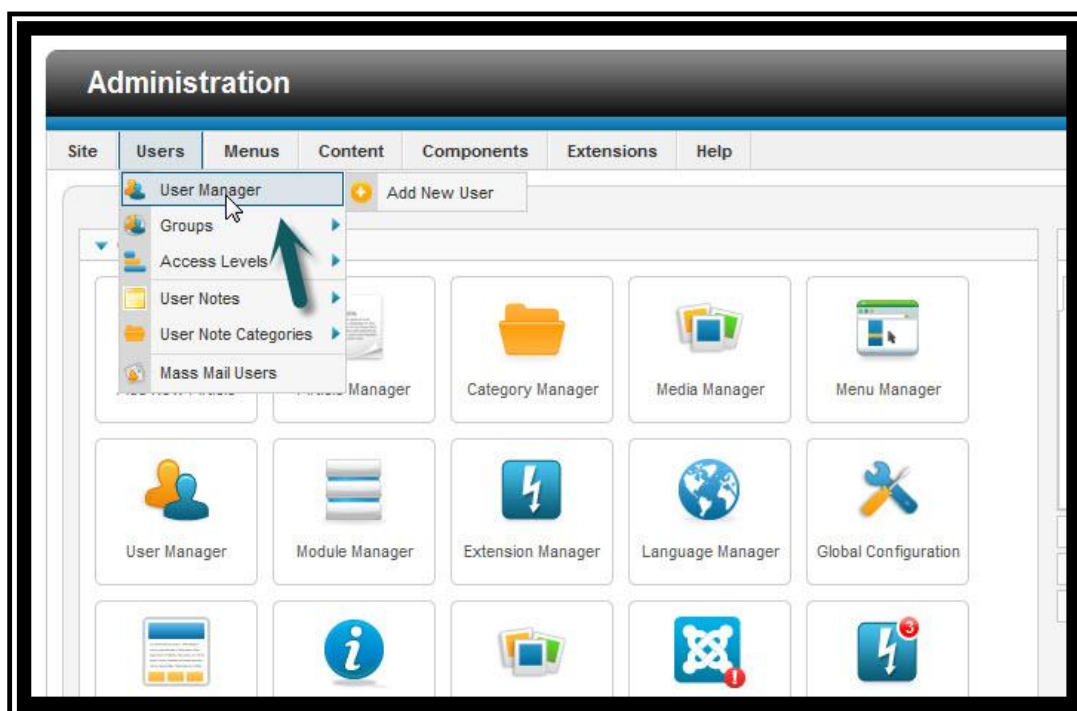 Administration
Site Users Menus Content Components Extensions Help
User Manager
Add New User
Groups
Access Levels
User Notes
User Note Categories
Mass Mail Users
Manager Category Manager Media Manager Menu Manager
User Manager Module Manager Extension Manager Language Manager Global Configuration
3